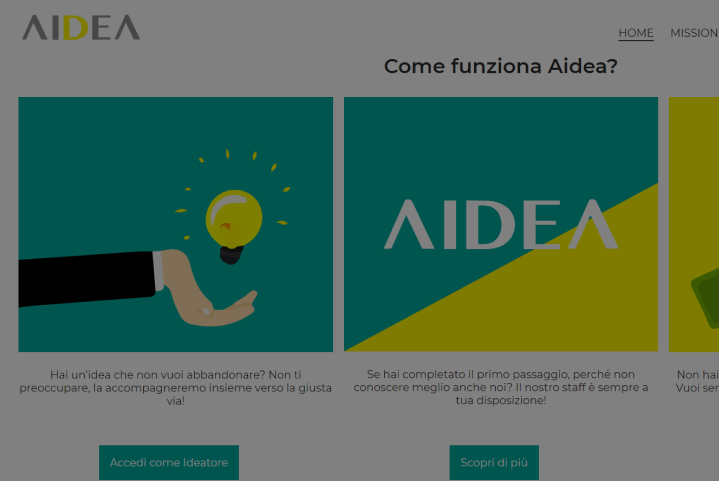 AIDEA
HOME MISSION
Come funziona Aidea?
AIDEA
Hai un'idea che non vuoi abbandonare? Non ti
preoccupare, la accompagneremo insieme verso la giusta
via!
Se hai completato il primo passaggio, perché non
conoscere meglio anche noi? Il nostro staff è sempre a
tua disposizione!
Non hai
Vuoi
Accedi come Ideatore
Scopri di più